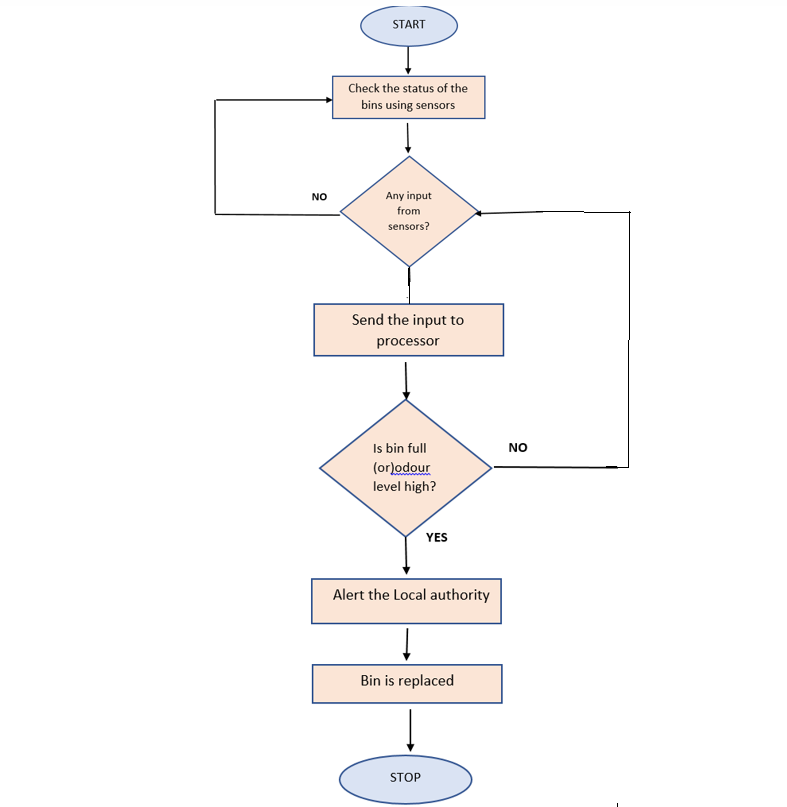 START
Check the status of the
bins using sensors
NO
Any input
from
sensors?
Send the input to
processor
Is bin full
(or)odour
level high?
NO
YES
Alert the Local authority
Bin is replaced
STOP